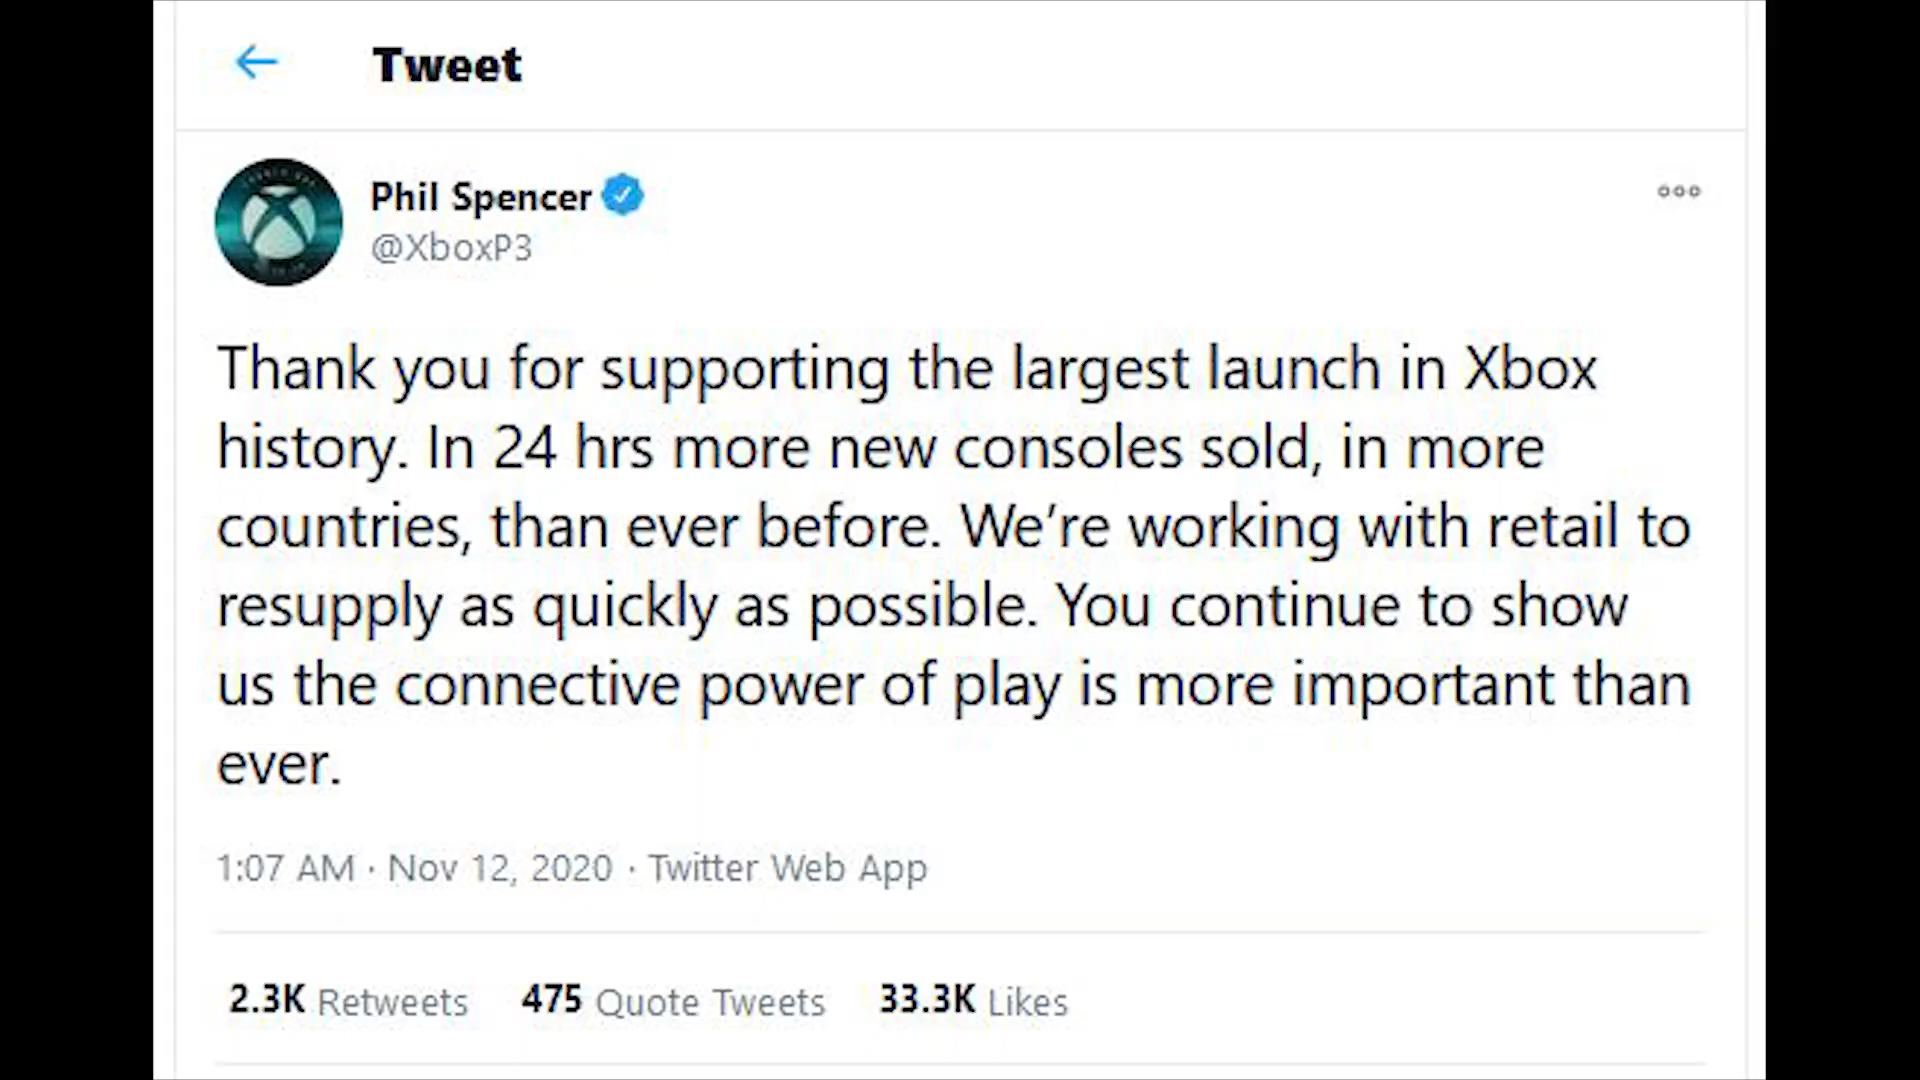 Tweet
Phil Spencer
@XboxP3
Thank you for supporting the largest launch in Xbox
history. In 24 hrs more new consoles sold, in more
countries, than ever before. We’re working with retail to
resupply as quickly as possible. You continue to show
us the connective power of play is more important than
ever.
1:07 AM · Nov 12, 2020 · Twitter Web App
2.3K Retweets 475 Quote Tweets 33.3K Likes